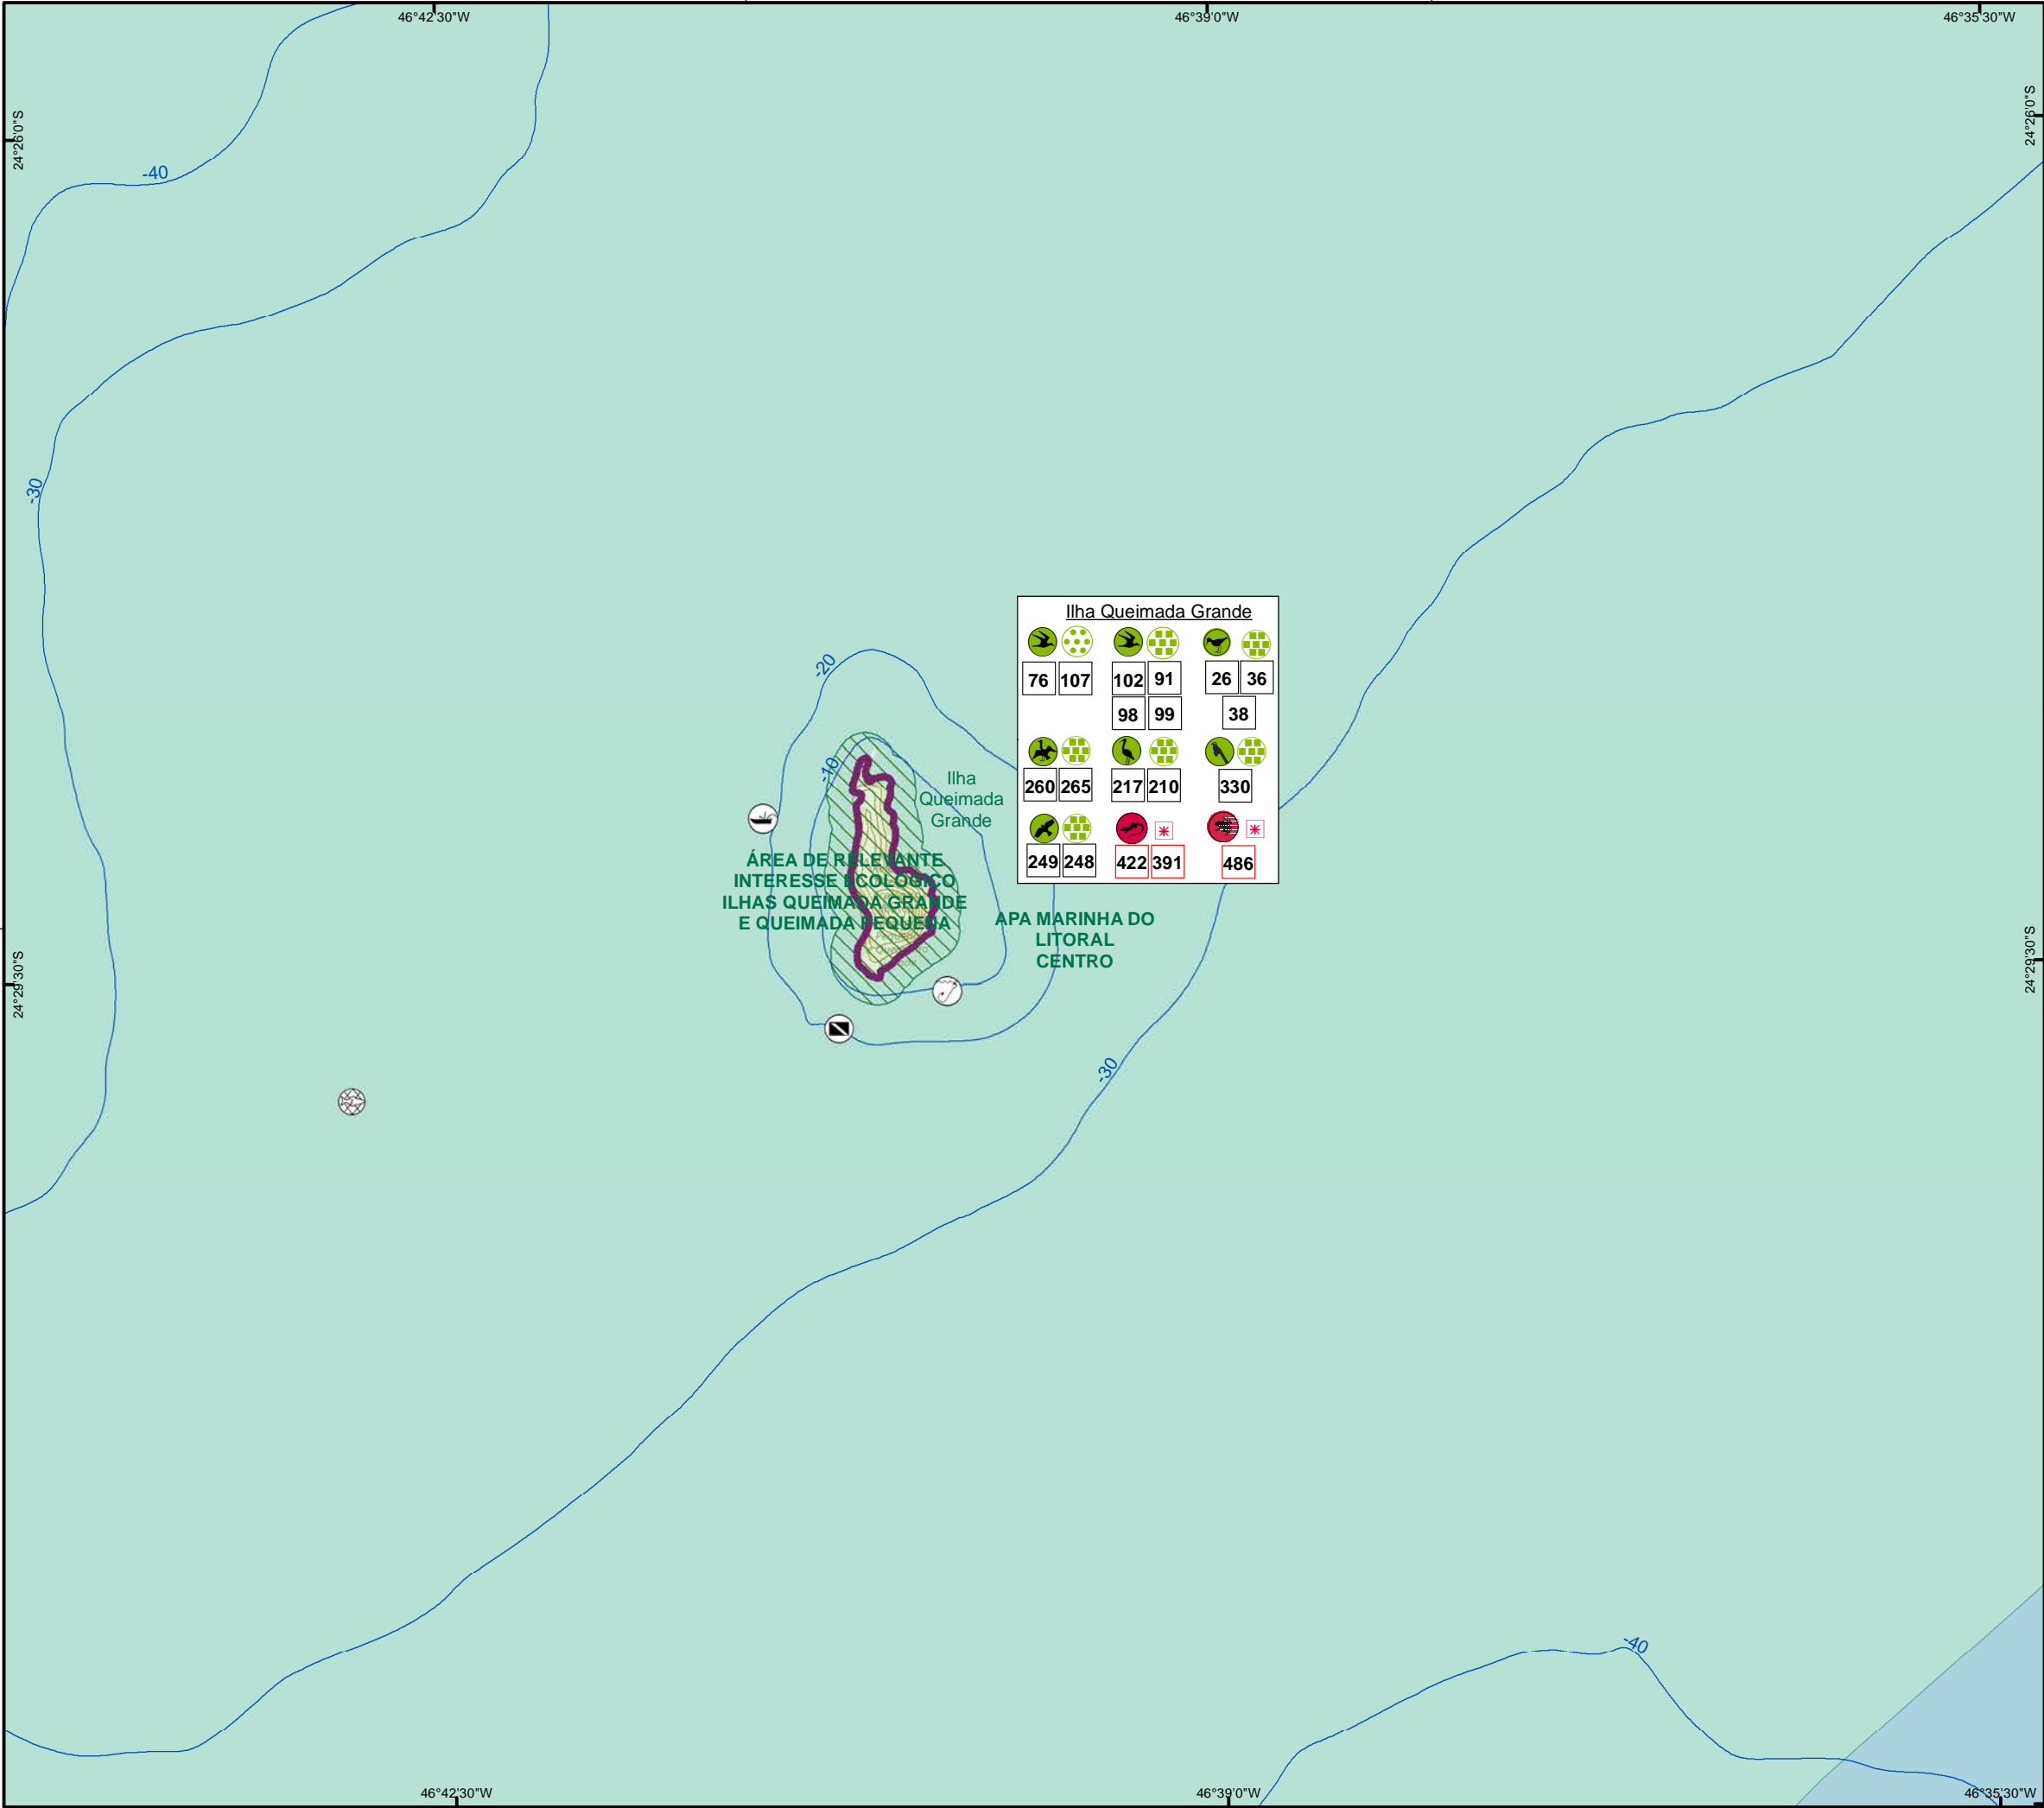 46°42'30"W
46°39'0"W
46°35'30"W
24°26'0"S
24°26'0"S
-40
-30
Ilha Queimada Grande
76 107 102 91 26 36
98 99 38
260 265 217 210 330
249 248 422 391 486
-20
-10
Ilha
Queimada
Grande
ÁREA DE RELEVANTE
INTERESSE ECOLÓGICO
ILHAS QUEIMADA GRANDE
E QUEIMADA PEQUENA
APA MARINHA DO
LITORAL
CENTRO
24°29'30"S
24°29'30"S
-30
-40
46°42'30"W
46°39'0"W
46°35'30"W